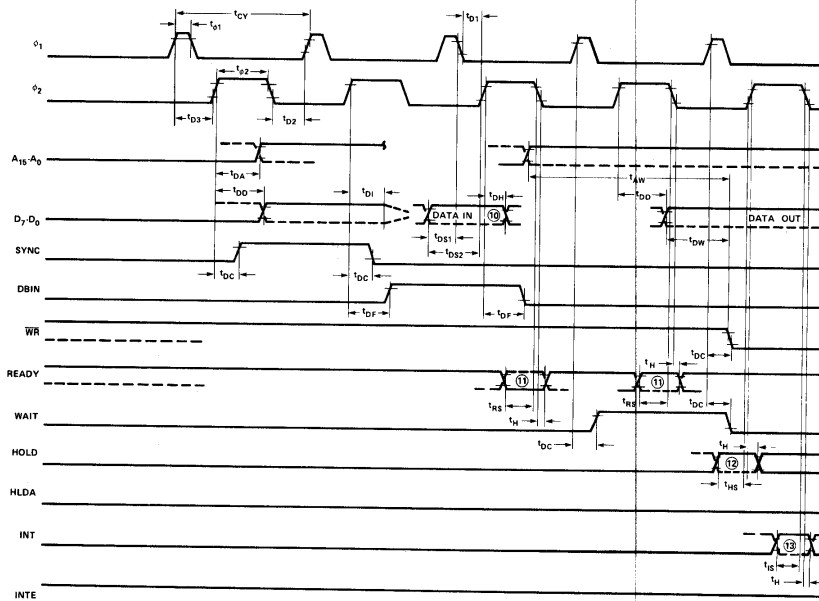 tCY
tϕ1
tD1
ϕ1
tϕ2
ϕ2
tD3
tD2
A15-A0
tDA
tAW
tDD
tDI
tDH
tDD
D7-D0
DATA IN
10
DATA OUT
tDS1
tDW
tDS2
SYNC
tDC
tDC
DBIN
tDF
tDF
WR
tDC
tH
READY
11
11
tRS
tRS
tDC
tH
WAIT
tDC
tH
HOLD
12
tHS
HLDA
INT
13
tIS
tH
INTE